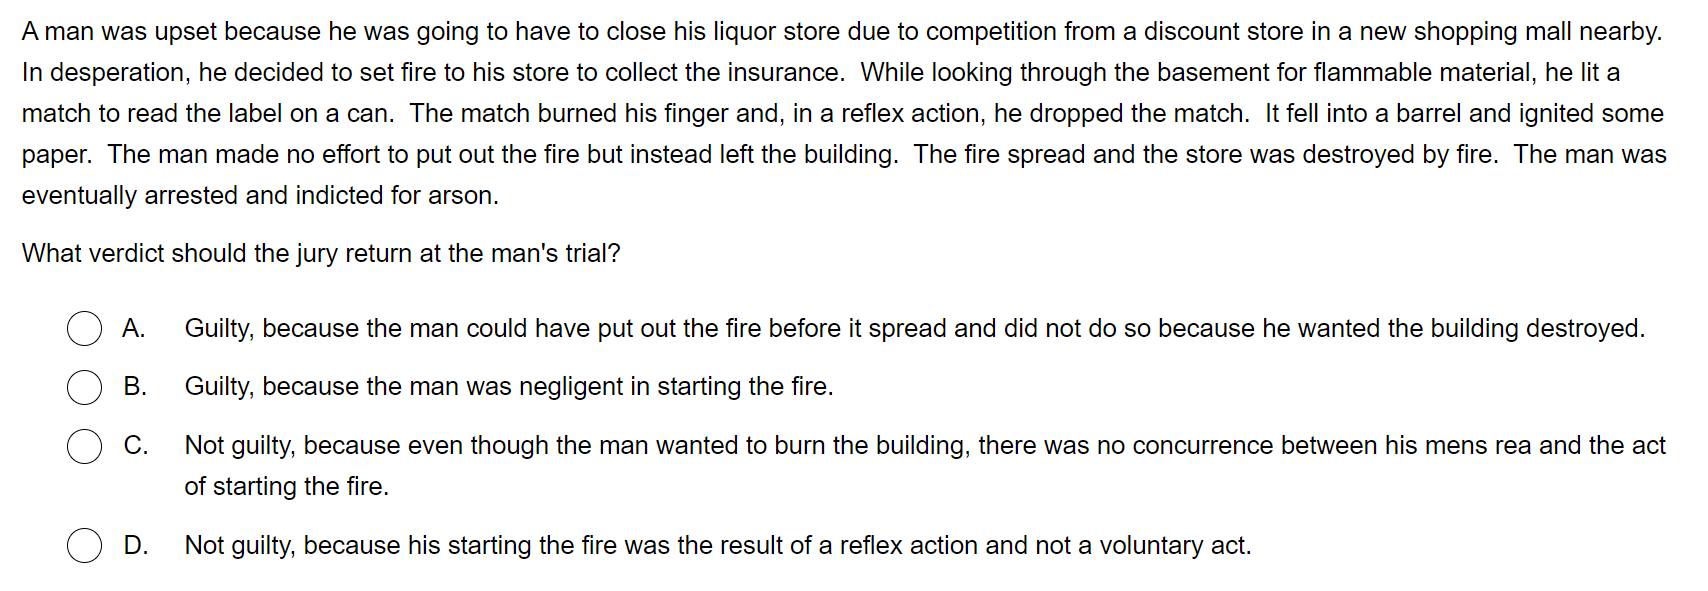 A man was upset because he was going to have to close his liquor store due to competition from a discount store in a new shopping mall nearby.
In desperation, he decided to set fire to his store to collect the insurance.  While looking through the basement for flammable material, he lit a
match to read the label on a can.  The match burned his finger and, in a reflex action, he dropped the match.  It fell into a barrel and ignited some
paper.  The man made no effort to put out the fire but instead left the building.  The fire spread and the store was destroyed by fire.  The man was
eventually arrested and indicted for arson.
What verdict should the jury return at the man's trial?
A. Guilty, because the man could have put out the fire before it spread and did not do so because he wanted the building destroyed.
B. Guilty, because the man was negligent in starting the fire.
C. Not guilty, because even though the man wanted to burn the building, there was no concurrence between his mens rea and the act
of starting the fire.
D. Not guilty, because his starting the fire was the result of a reflex action and not a voluntary act.